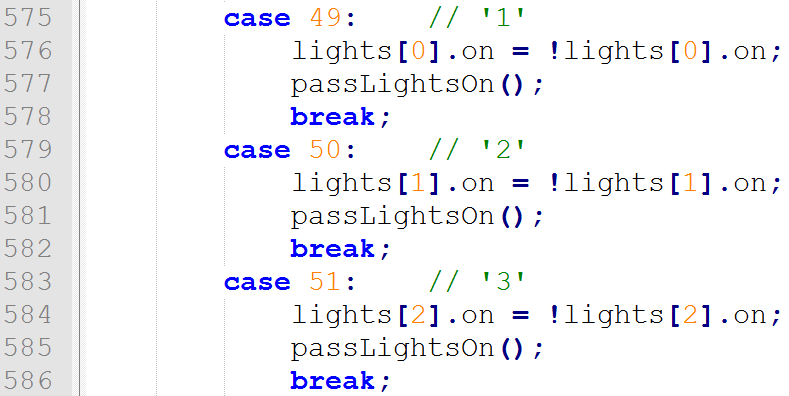 575 case 49: // '1'
576 lights[0].on = !lights[0].on;
577 passLightsOn();
578 break;
579 case 50: // '2'
580 lights[1].on = !lights[1].on;
581 passLightsOn();
582 break;
583 case 51: // '3'
584 lights[2].on = !lights[2].on;
585 passLightsOn();
586 break;